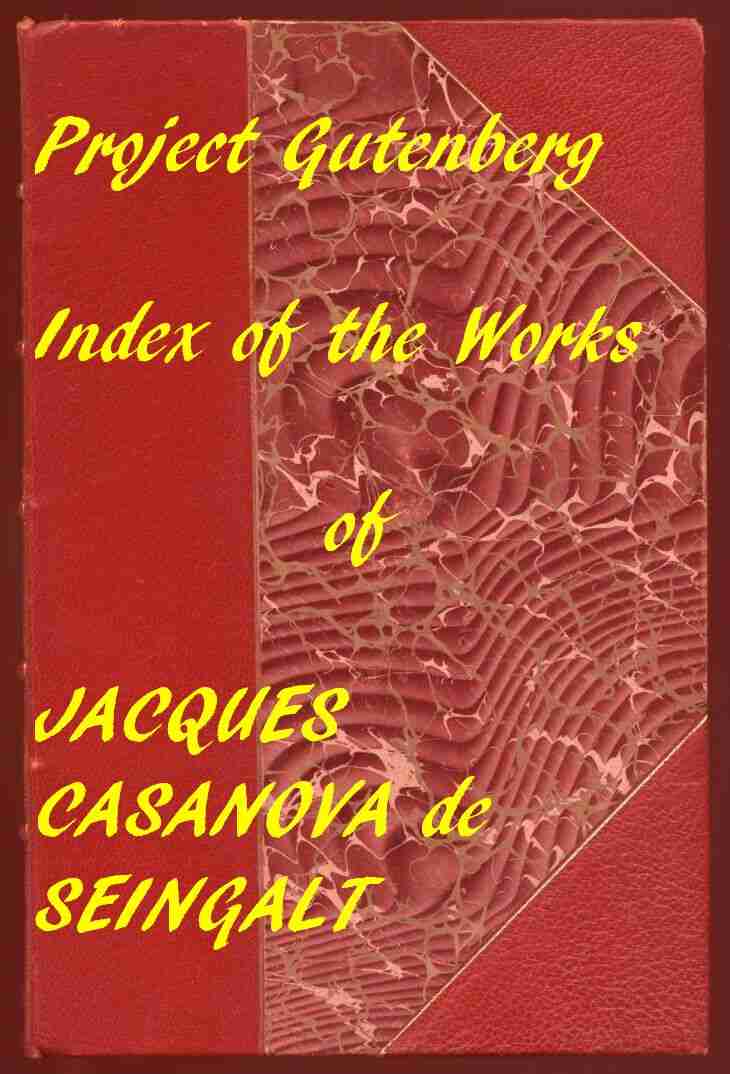 Project Gutenberg
Index of the Works
of
JACQUES
CASANOVA de
SEINGALT